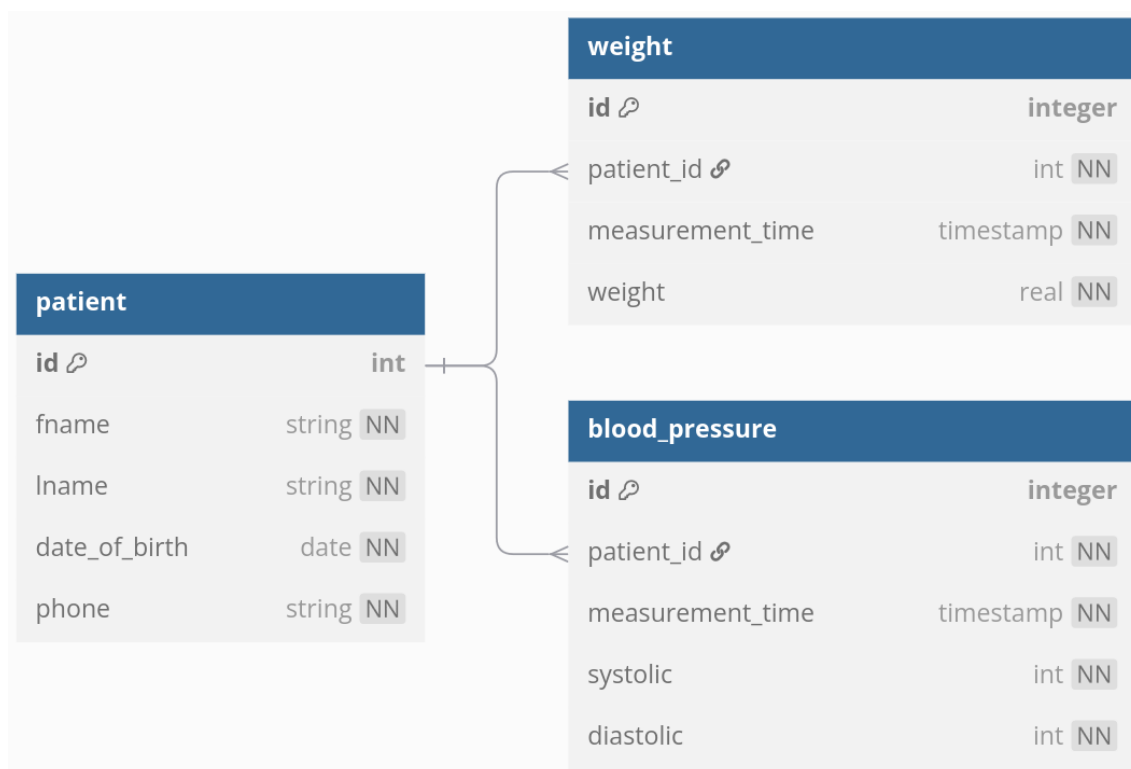 weight
id integer
patient_id int NN
measurement_time timestamp NN
weight real NN
patient
id int
fname string NN
lname string NN
date_of_birth date NN
phone string NN
blood_pressure
id integer
patient_id int NN
measurement_time timestamp NN
systolic int NN
diastolic int NN